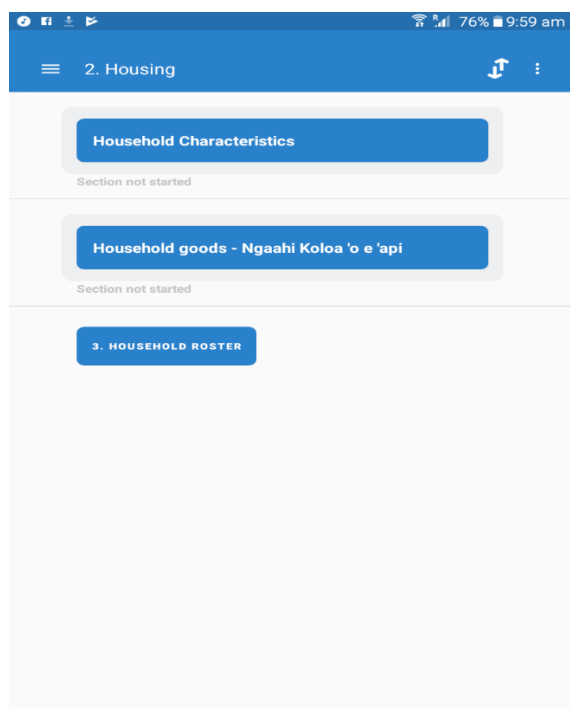 76% 9:59 am
2. Housing
Household Characteristics
Section not started
Household goods - Ngaahi Koloa 'o e 'api
Section not started
3. HOUSEHOLD ROSTER